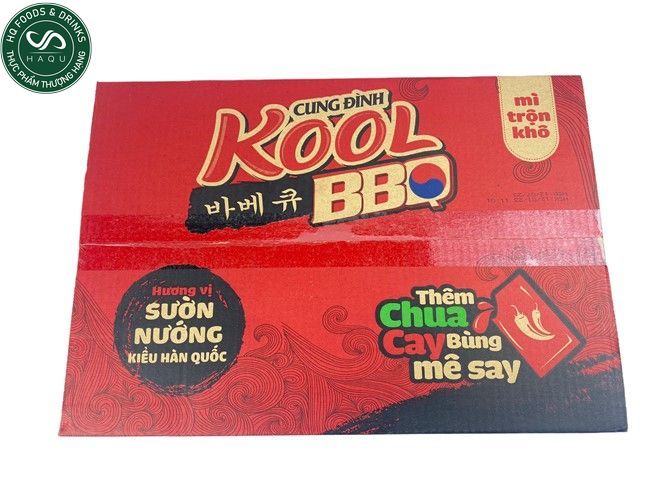 HQ FOODS & DRINKS
HAQU
THỰC PHẨM THƯỢNG HẠNG
CUNG ĐÌNH
KOOL
바베큐 BBQ
mì
trộn
khô
Hương vị
SƯỜN
NƯỚNG
KIỂU HÀN QUỐC
Thêm
Chua
Cay Bùng
mê say